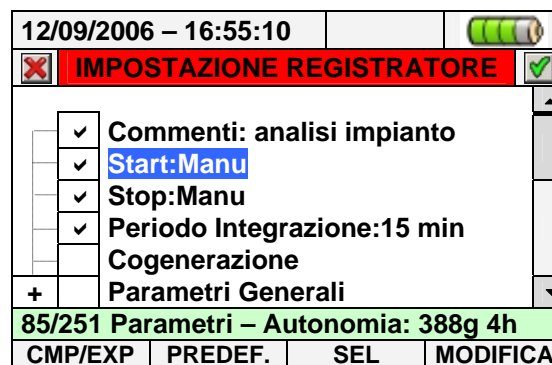 12/09/2006 – 16:55:10
IMPOSTAZIONE REGISTRATORE
Commenti: analisi impianto
Start:Manu
Stop:Manu
Periodo Integrazione:15 min
Cogenerazione
+ Parametri Generali
85/251 Parametri – Autonomia: 388g 4h
CMP/EXP PREDEF. SEL MODIFICA